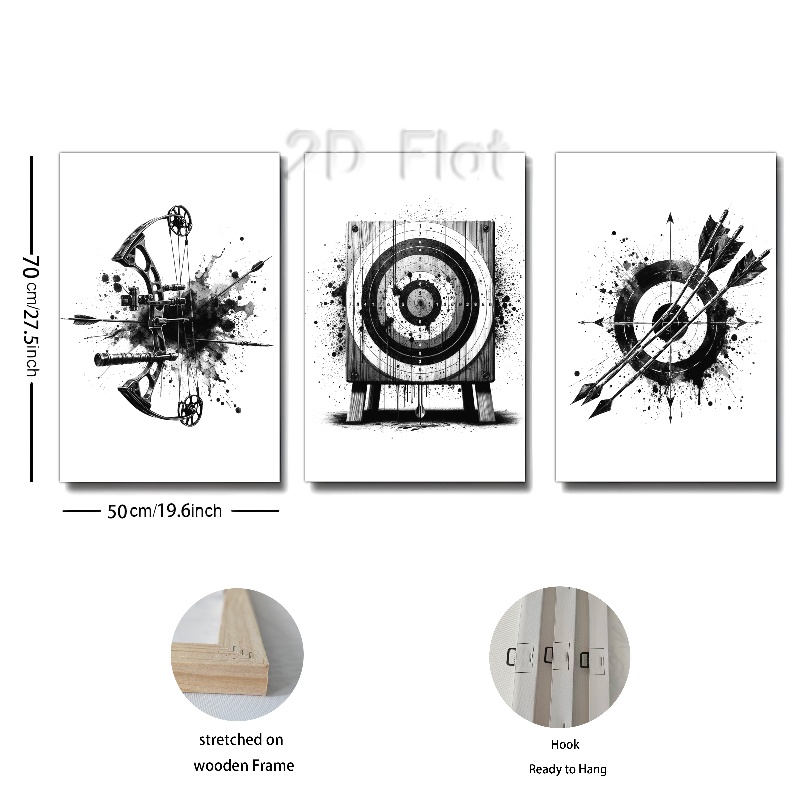 2D Flat
70cm/27.5inch
50cm/19.6inch
stretched on
wooden Frame
Hook
Ready to Hang